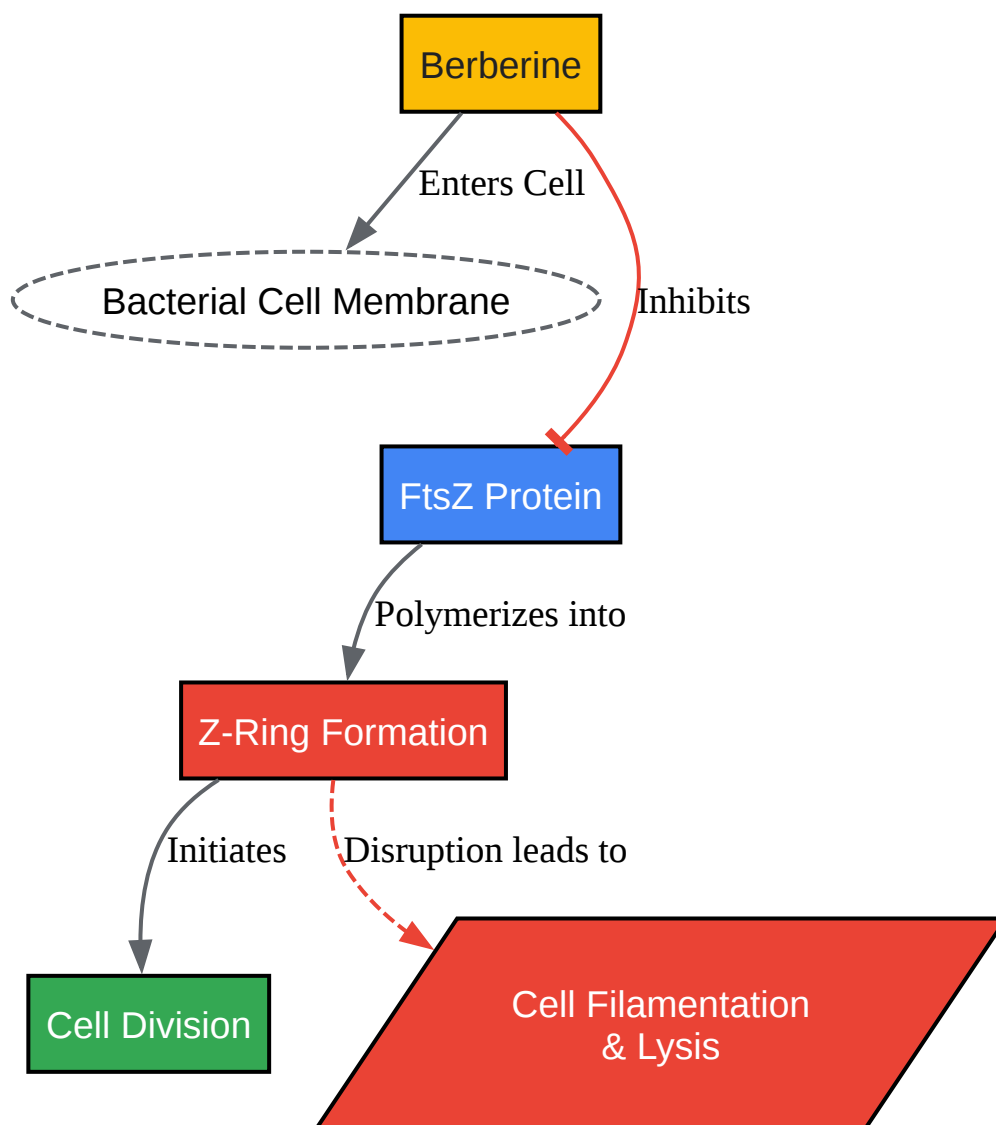 Berberine
Enters Cell
Bacterial Cell Membrane
Inhibits
FtsZ Protein
Polymerizes into
Z-Ring Formation
Initiates
Disruption leads to
Cell Filamentation
& Lysis
Cell Division